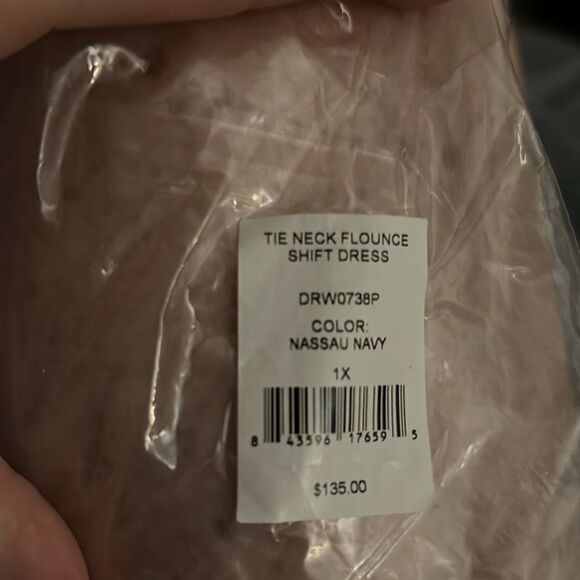 TIE NECK FLOUNCE
SHIFT DRESS
DRW0738P
COLOR:
NASSAU NAVY
1X
8 43596 17659 5
$135.00